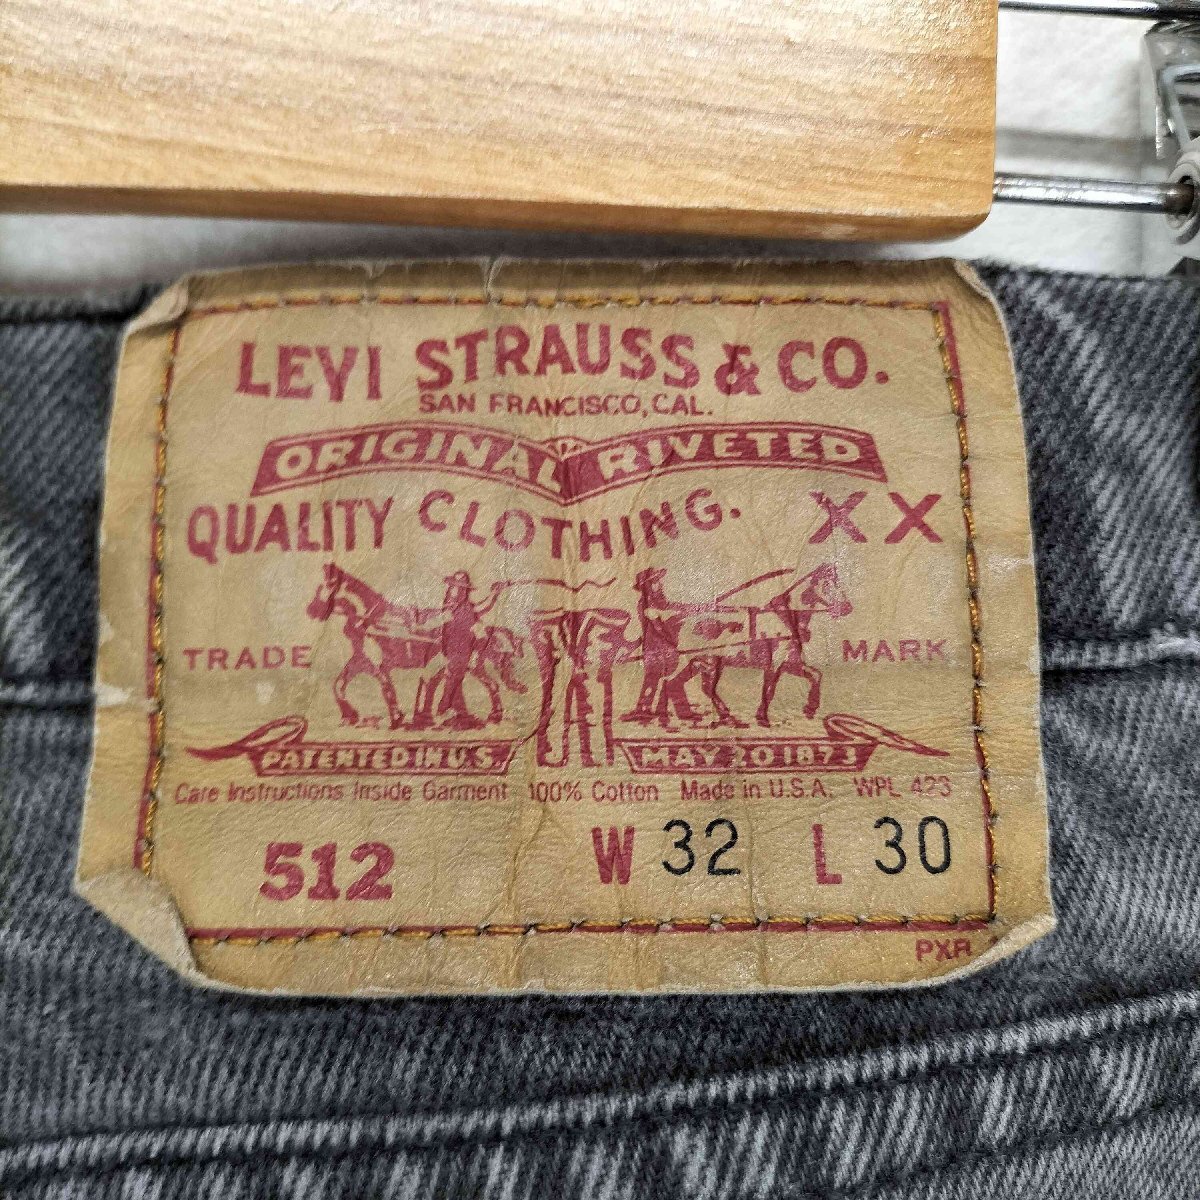 LEVI STRAUSS & CO.
SAN FRANCISCO, CAL.
ORIGINAL RIVETED
QUALITY CLOTHING. XX
TRADE MARK
PATENTED IN U.S. MAY 20 1873
Care Instructions Inside Garment 100% Cotton Made in U.S.A. WPL 423
512 W 32 L 30